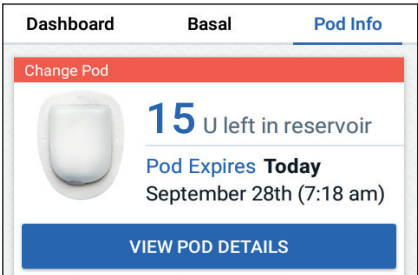 Dashboard Basal Pod Info
Change Pod
15 U left in reservoir
Pod Expires Today
September 28th (7:18 am)
VIEW POD DETAILS